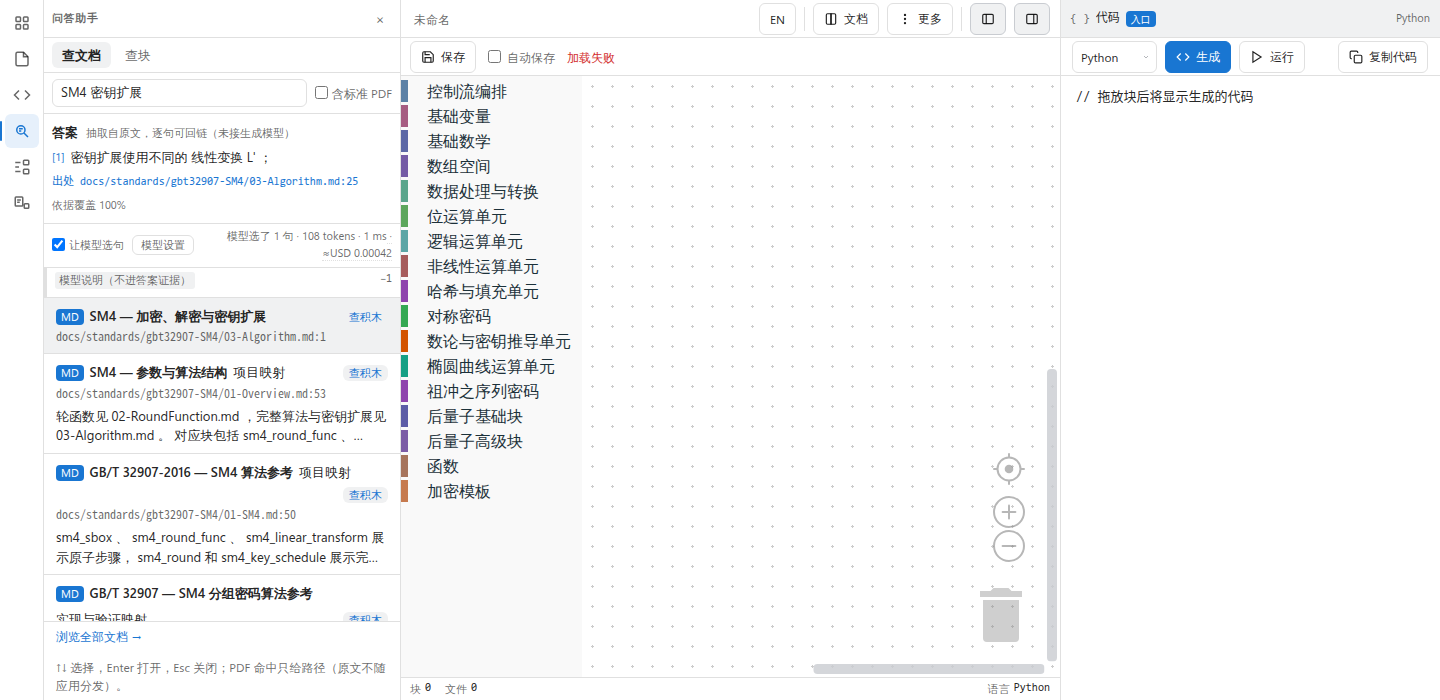 问答助手
×
查文档 查块
SM4 密钥扩展
含标准 PDF
答案 抽取自原文，逐句可回链（未接生成模型）
[1] 密钥扩展使用不同的 线性变换 L' ；
出处 docs/standards/gbt32907-SM4/03-Algorithm.md:25
依据覆盖 100%
让模型选句 模型设置
模型选了 1 句 · 108 tokens · 1 ms ·
≈USD 0.00042
模型说明（不进答案证据）
−1
MD SM4 — 加密、解密与密钥扩展 查积木
docs/standards/gbt32907-SM4/03-Algorithm.md:1
MD SM4 — 参数与算法结构 项目映射 查积木
docs/standards/gbt32907-SM4/01-Overview.md:53
轮函数见 02-RoundFunction.md ，完整算法与密钥扩展见
03-Algorithm.md 。 对应块包括 sm4_round_func 、...
MD GB/T 32907-2016 — SM4 算法参考 项目映射
查积木
docs/standards/gbt32907-SM4/01-SM4.md:50
sm4_sbox 、 sm4_round_func 、 sm4_linear_transform 展
示原子步骤， sm4_round 和 sm4_key_schedule 展示完...
MD GB/T 32907 — SM4 分组密码算法参考
实现与验证映射 查积木
浏览全部文档 →
↑↓ 选择，Enter 打开，Esc 关闭；PDF 命中只给路径（原文不随
应用分发）。
未命名
EN 文档 更多
保存 自动保存 加载失败
控制流编排
基础变量
基础数学
数组空间
数据处理与转换
位运算单元
逻辑运算单元
非线性运算单元
哈希与填充单元
对称密码
数论与密钥推导单元
椭圆曲线运算单元
祖冲之序列密码
后量子基础块
后量子高级块
函数
加密模板
块 0 文件 0
语言 Python
{ } 代码 入口
Python
Python 生成 运行 复制代码
// 拖放块后将显示生成的代码